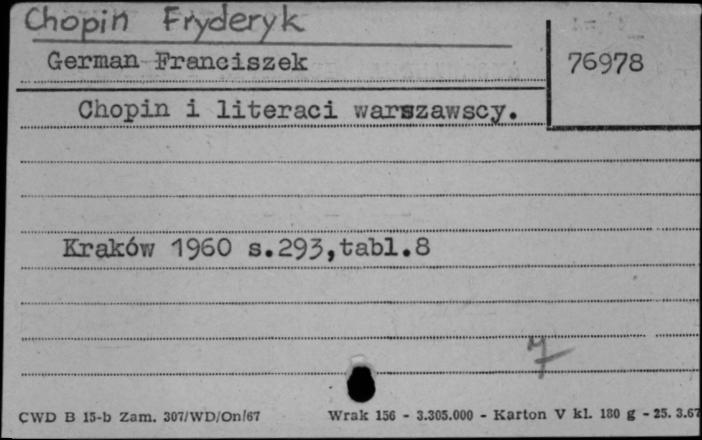 Chopin Fryderyk
German Franciszek
76978
Chopin i literaci warszawscy.
Kraków 1960 s.293,tabl.8
7
CWD B 15-b Zam. 307/WD/On/67 Wrak 156 - 3.305.000 - Karton V kl. 180 g - 25. 3.67